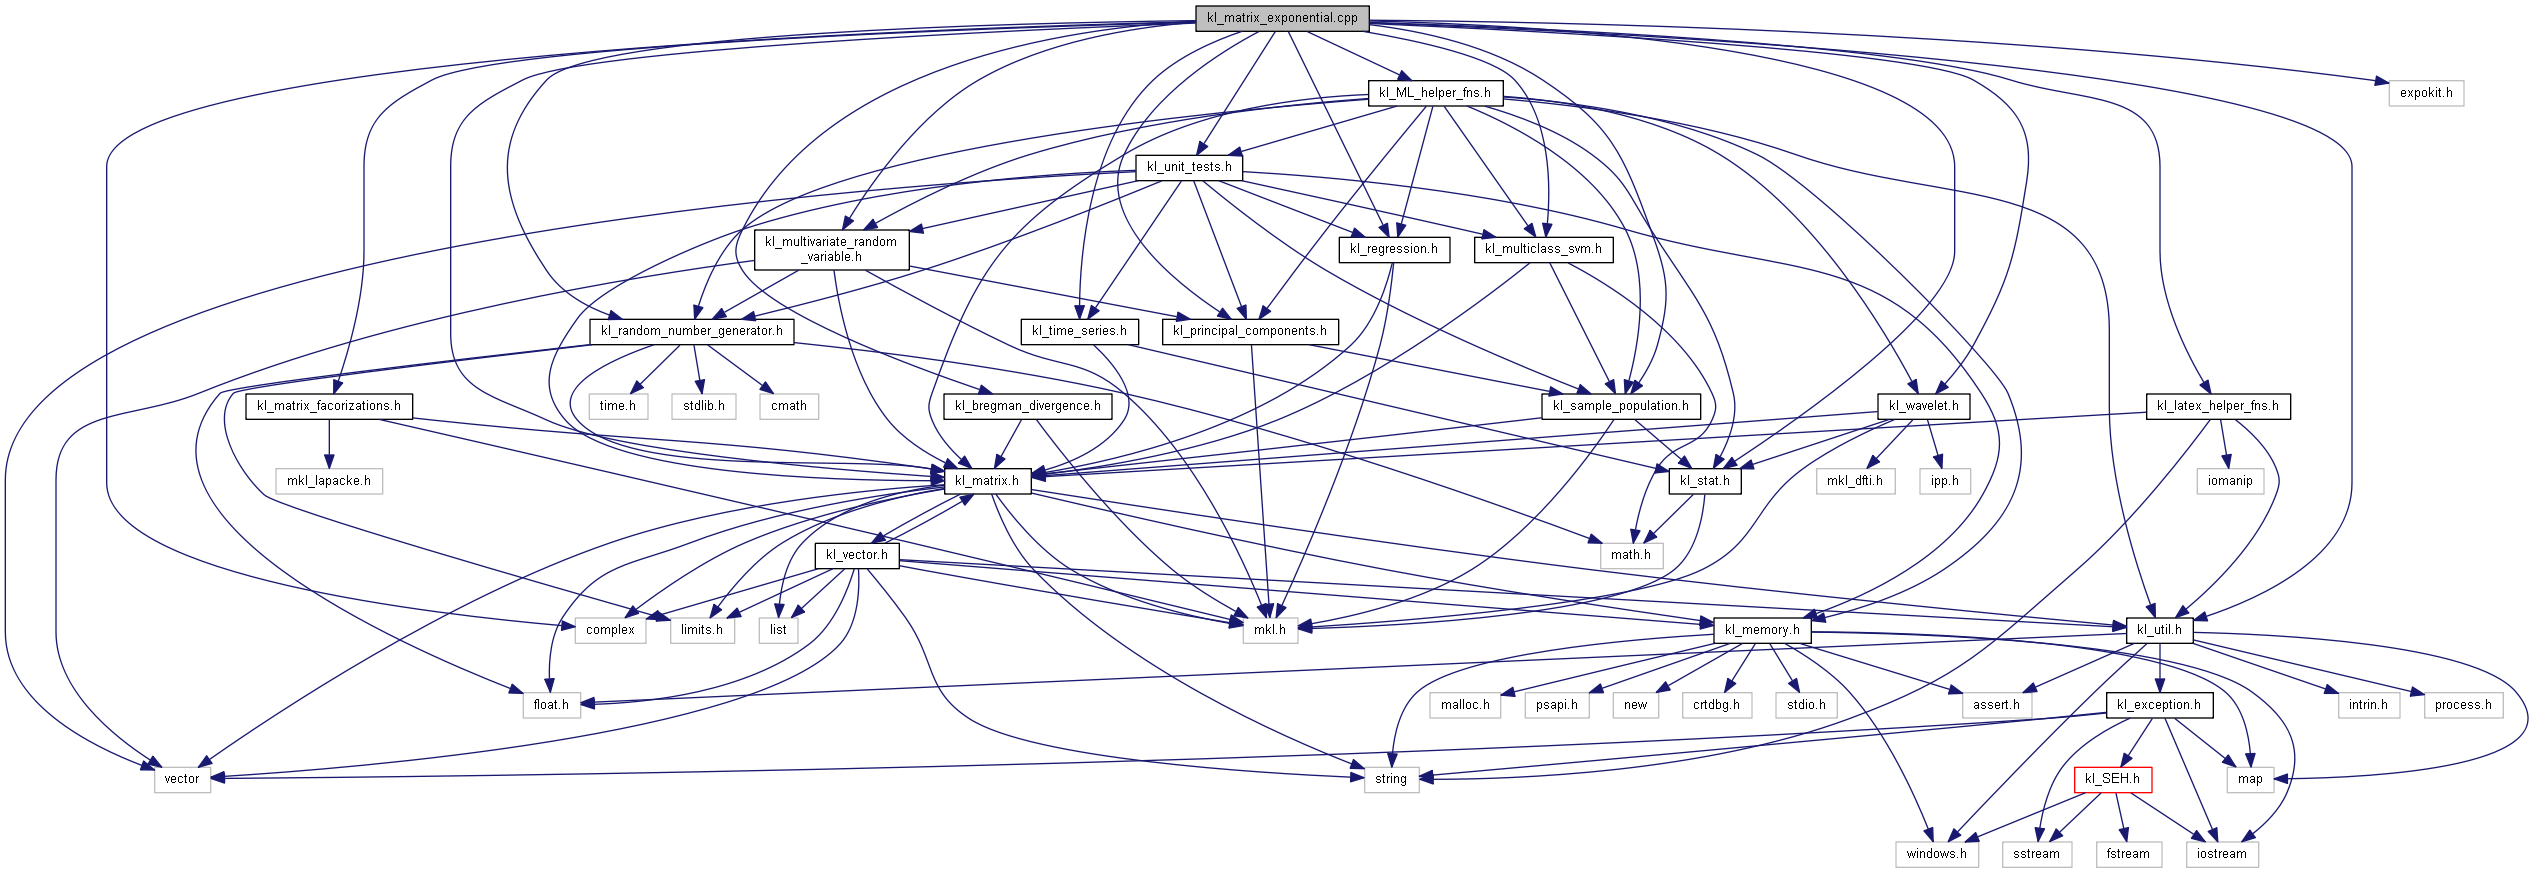 kl_matrix_exponential.cpp
kl_ML_helper_fns.h
expokit.h
kl_unit_tests.h
kl_multivariate_random
_variable.h
kl_regression.h
kl_multiclass_svm.h
kl_random_number_generator.h
kl_time_series.h
kl_principal_components.h
kl_matrix_facorizations.h
time.h
stdlib.h
cmath
kl_bregman_divergence.h
kl_sample_population.h
kl_wavelet.h
kl_latex_helper_fns.h
mkl_lapacke.h
kl_matrix.h
kl_stat.h
mkl_dfti.h
ipp.h
iomanip
kl_vector.h
math.h
complex
limits.h
list
mkl.h
kl_memory.h
kl_util.h
float.h
malloc.h
psapi.h
new
crtdbg.h
stdio.h
assert.h
kl_exception.h
intrin.h
process.h
vector
string
kl_SEH.h
map
windows.h
sstream
fstream
iostream